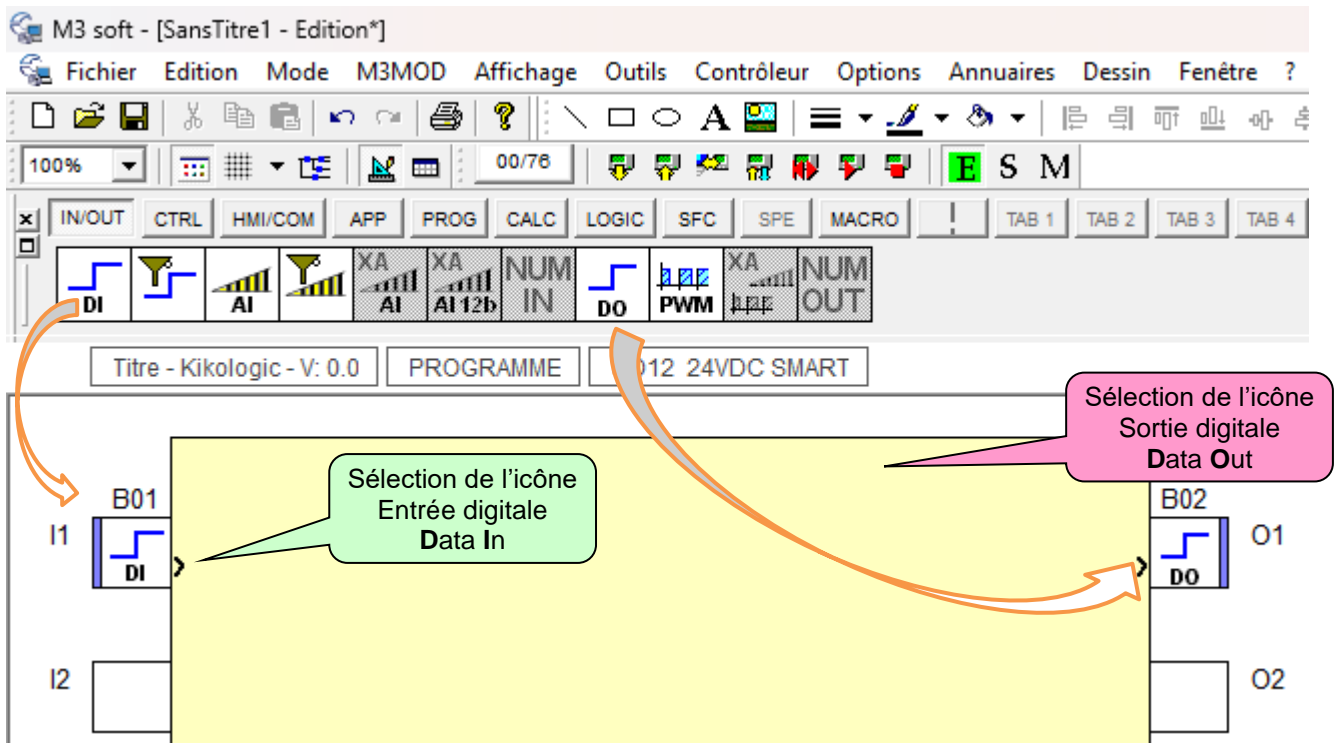 M3 soft - [SansTitre1 - Edition*]
Fichier Edition Mode M3MOD Affichage Outils Contrôleur Options Annuaires Dessin Fenêtre ?
A
100% 00/76 E S M
IN/OUT CTRL HMI/COM APP PROG CALC LOGIC SFC SPE MACRO TAB 1 TAB 2 TAB 3 TAB 4
DI AI XA AI XA AI 12b NUM IN DO PWM XA NUM OUT
Titre - Kikologic - V: 0.0 PROGRAMME 12 24VDC SMART
Sélection de l'icône
Sortie digitale
Data Out
Sélection de l'icône
Entrée digitale
Data In
B01 B02
I1 DI DO O1
I2 O2